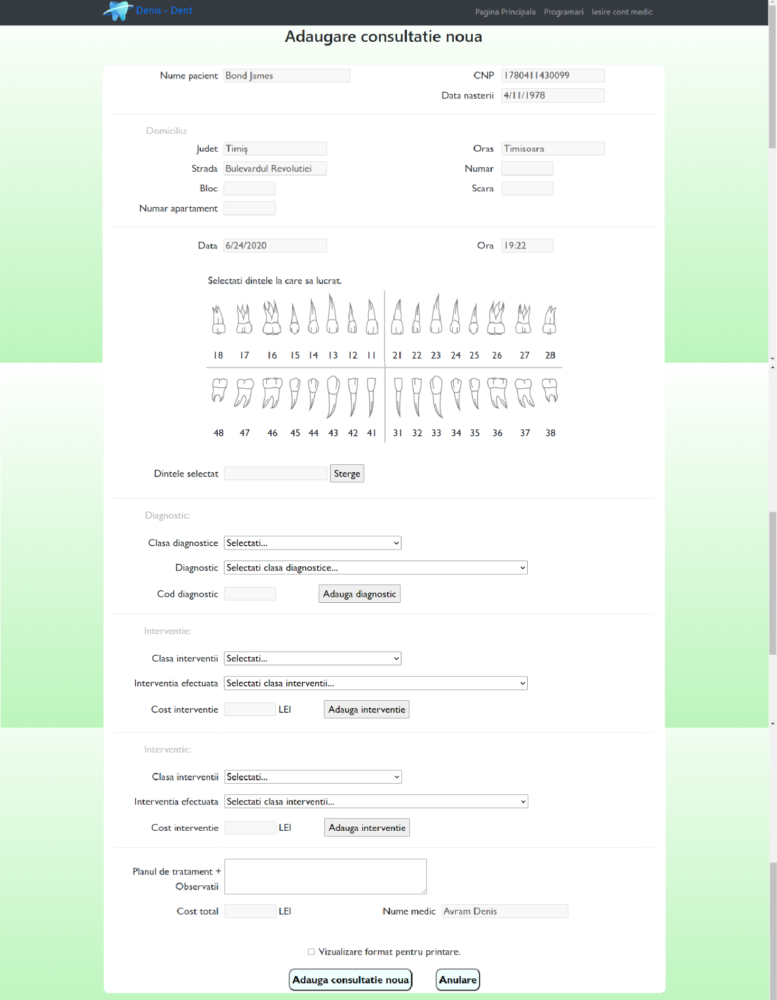 Denis - Dent
Pagina Principala Programari Iesire cont medic
Adaugare consultatie noua
Nume pacient Bond James CNP 1780411430099
Data nasterii 4/11/1978
Domiciliu:
Judet Timiş Oras Timisoara
Strada Bulevardul Revolutiei Numar
Bloc Scara
Numar apartament
Data 6/24/2020 Ora 19:22
Selectati dintele la care sa lucrat.
18 17 16 15 14 13 12 11 21 22 23 24 25 26 27 28
48 47 46 45 44 43 42 41 31 32 33 34 35 36 37 38
Dintele selectat Sterge
Diagnostic:
Clasa diagnostice Selectati...
Diagnostic Selectati clasa diagnostice...
Cod diagnostic Adauga diagnostic
Interventie:
Clasa interventii Selectati...
Interventia efectuata Selectati clasa interventii...
Cost interventie LEI Adauga interventie
Interventie:
Clasa interventii Selectati...
Interventia efectuata Selectati clasa interventii...
Cost interventie LEI Adauga interventie
Planul de tratament +
Observatii
Cost total LEI Nume medic Avram Denis
Vizualizare format pentru printare.
Adauga consultatie noua Anulare